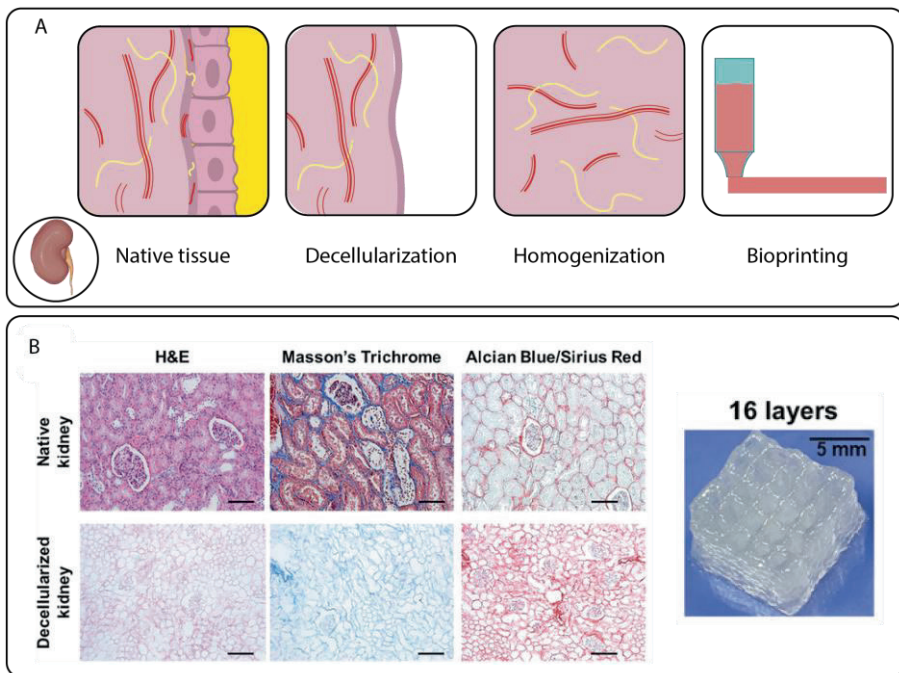 A
Native tissue
Decellularization
Homogenization
Bioprinting
B
H&E
Masson's Trichrome
Alcian Blue/Sirius Red
Native
kidney
Decellularized
kidney
16 layers
5 mm